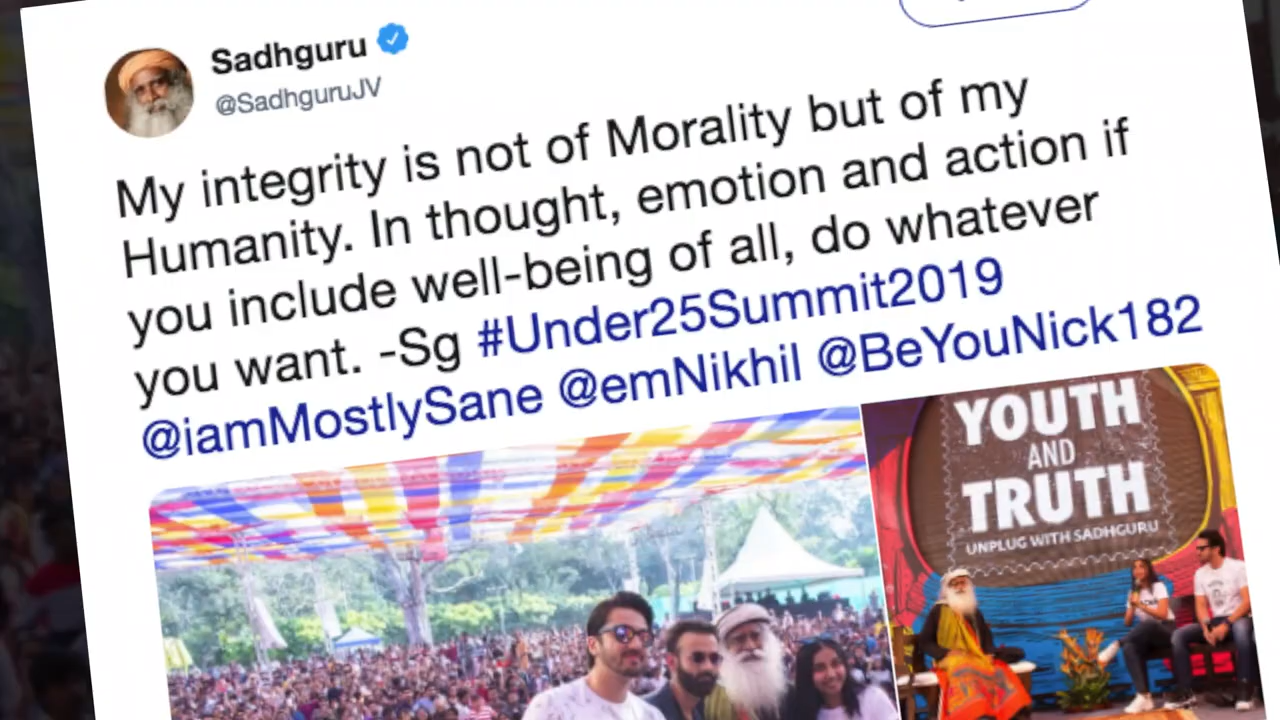 Sadhguru
@SadhguruJV
My integrity is not of Morality but of my
Humanity. In thought, emotion and action if
you include well-being of all, do whatever
you want. -Sg #Under25Summit2019
@iamMostlySane @emNikhil @BeYouNick182
YOUTH
AND
TRUTH
UNPLUG WITH SADHGURU